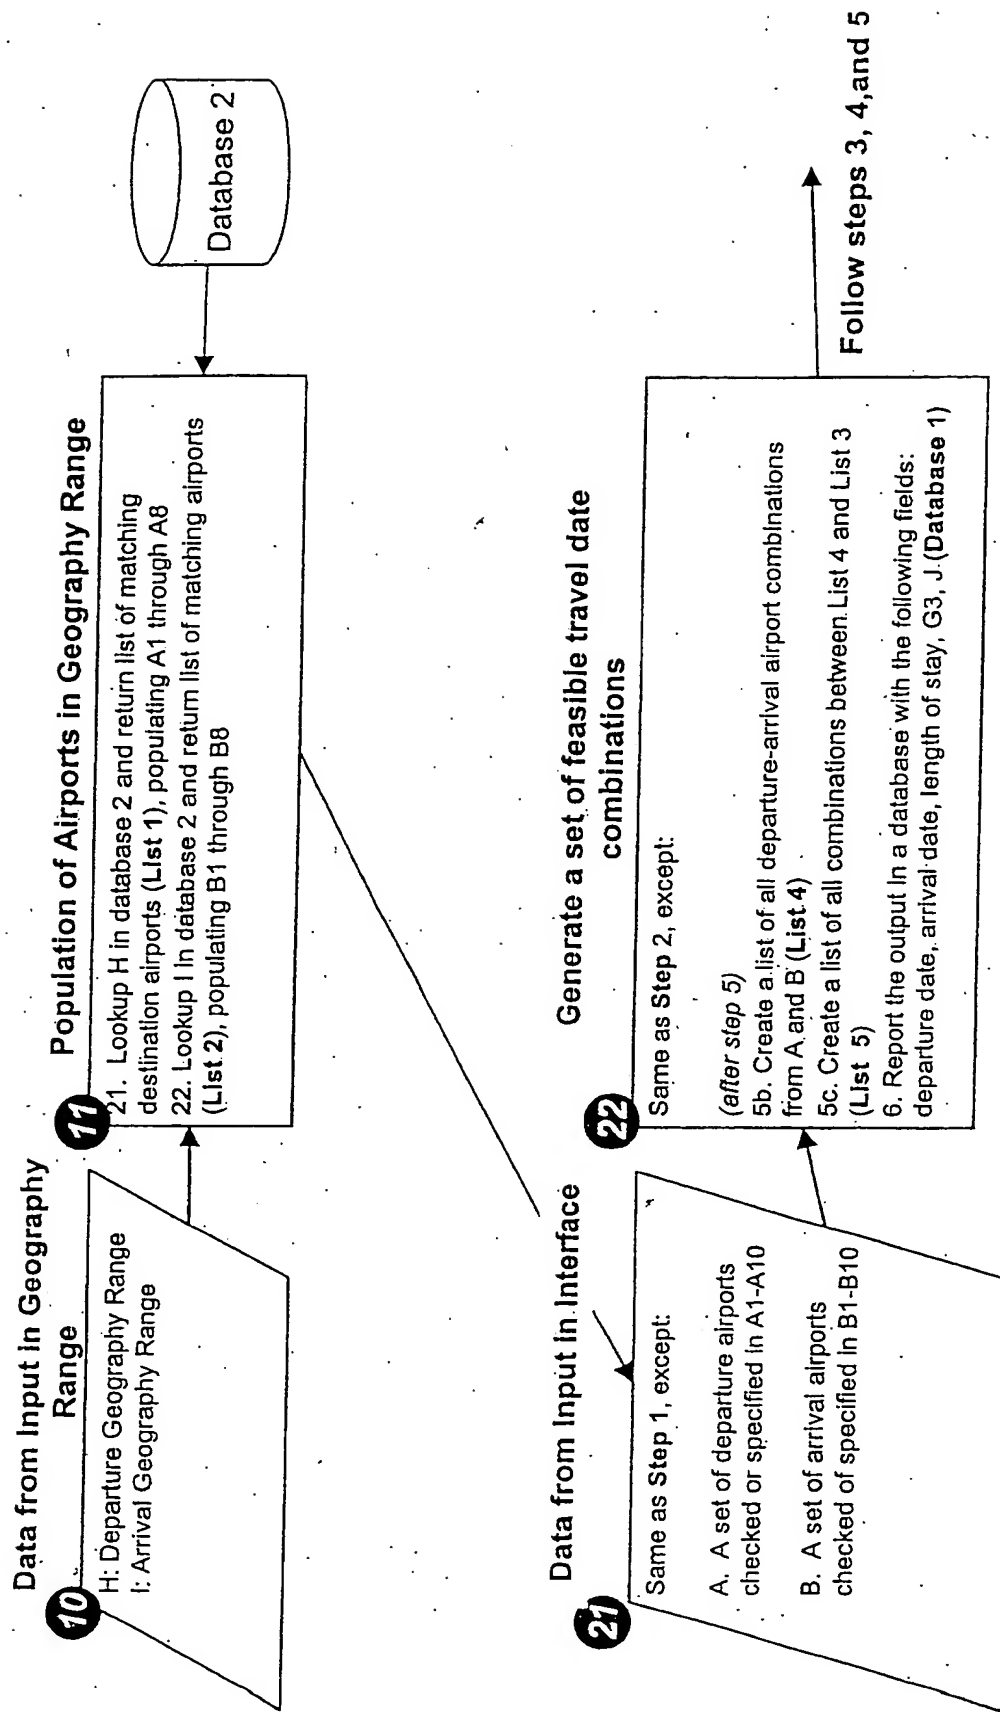 Data from Input in Geography
Range
10
H: Departure Geography Range
I: Arrival Geography Range
Population of Airports in Geography Range
11
21. Lookup H in database 2 and return list of matching
destination airports (List 1), populating A1 through A8
22. Lookup I In database 2 and return list of matching airports
(List 2), populating B1 through B8
Database 2
Data from Input in Interface
21
Same as Step 1, except:
A. A set of departure airports
checked or specified in A1-A10
B. A set of arrival airports
checked of specified in B1-B10
Generate a set of feasible travel date
combinations
22
Same as Step 2, except:
(after step 5)
5b. Create a list of all departure-arrival airport combinations
from A and B (List 4)
5c. Create a list of all combinations between List 4 and List 3
(List 5)
6. Report the output In a database with the following fields:
departure date, arrival date, length of stay, G3, J (Database 1)
Follow steps 3, 4,and 5